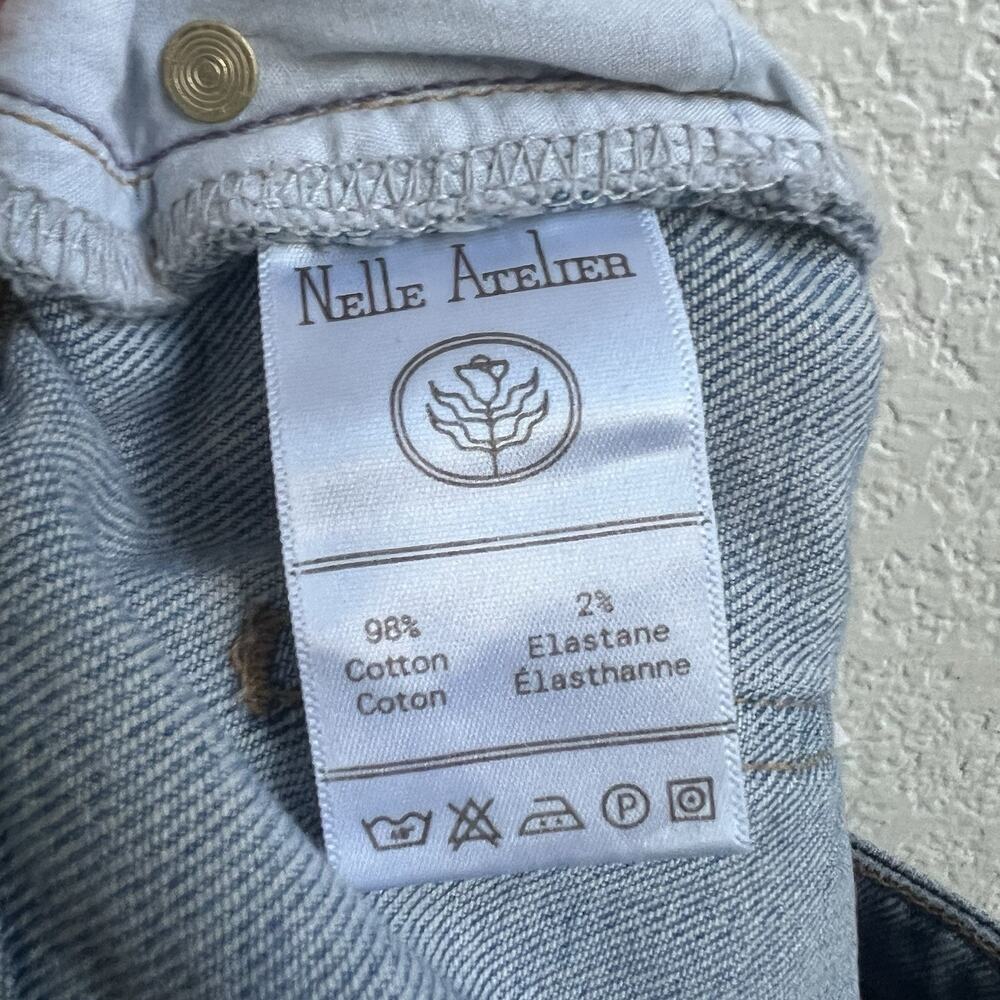 Nelle Atelier
98%
Cotton
Coton
2%
Elastane
Élasthanne
P